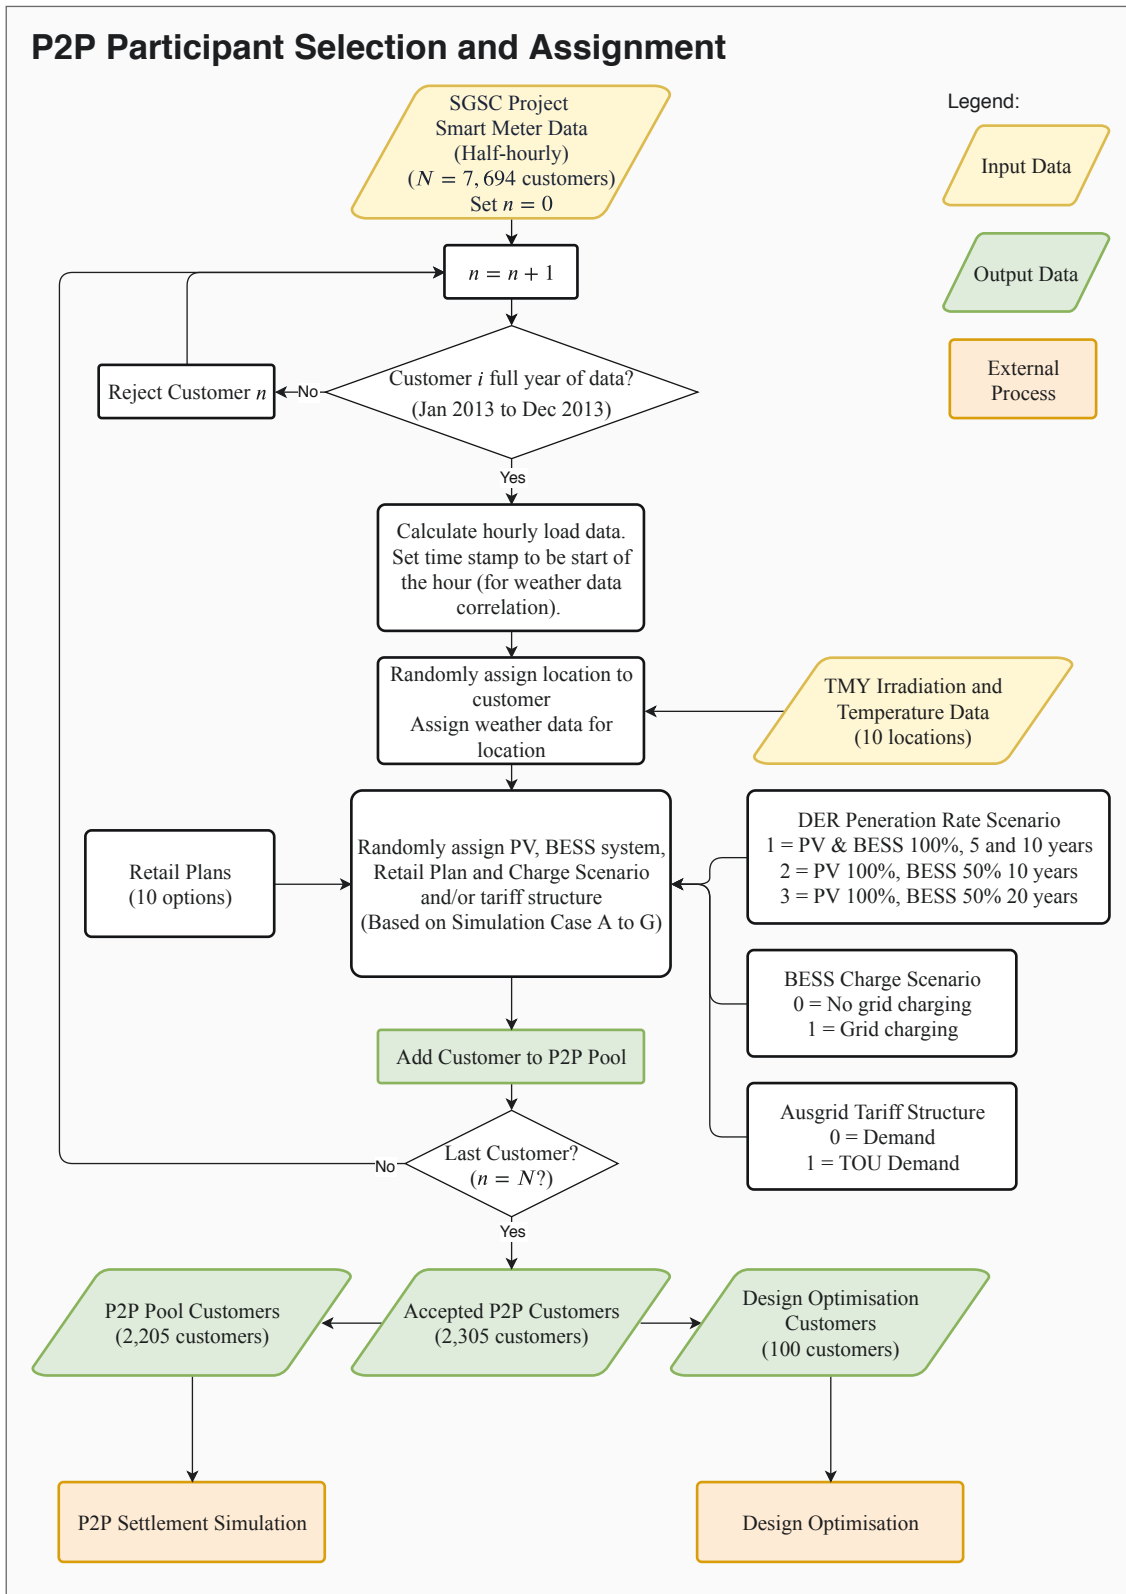 P2P Participant Selection and Assignment
SGSC Project
Smart Meter Data
(Half-hourly)
(N = 7, 694 customers)
Set n = 0
Legend:
Input Data
Output Data
External
Process
n = n + 1
Customer i full year of data?
(Jan 2013 to Dec 2013)
No
Reject Customer n
Yes
Calculate hourly load data.
Set time stamp to be start of
the hour (for weather data
correlation).
Randomly assign location to
customer
Assign weather data for
location
TMY Irradiation and
Temperature Data
(10 locations)
Retail Plans
(10 options)
Randomly assign PV, BESS system,
Retail Plan and Charge Scenario
and/or tariff structure
(Based on Simulation Case A to G)
DER Peneration Rate Scenario
1 = PV & BESS 100%, 5 and 10 years
2 = PV 100%, BESS 50% 10 years
3 = PV 100%, BESS 50% 20 years
BESS Charge Scenario
0 = No grid charging
1 = Grid charging
Ausgrid Tariff Structure
0 = Demand
1 = TOU Demand
Add Customer to P2P Pool
Last Customer?
(n = N?)
No
Yes
P2P Pool Customers
(2,205 customers)
Accepted P2P Customers
(2,305 customers)
Design Optimisation
Customers
(100 customers)
P2P Settlement Simulation
Design Optimisation